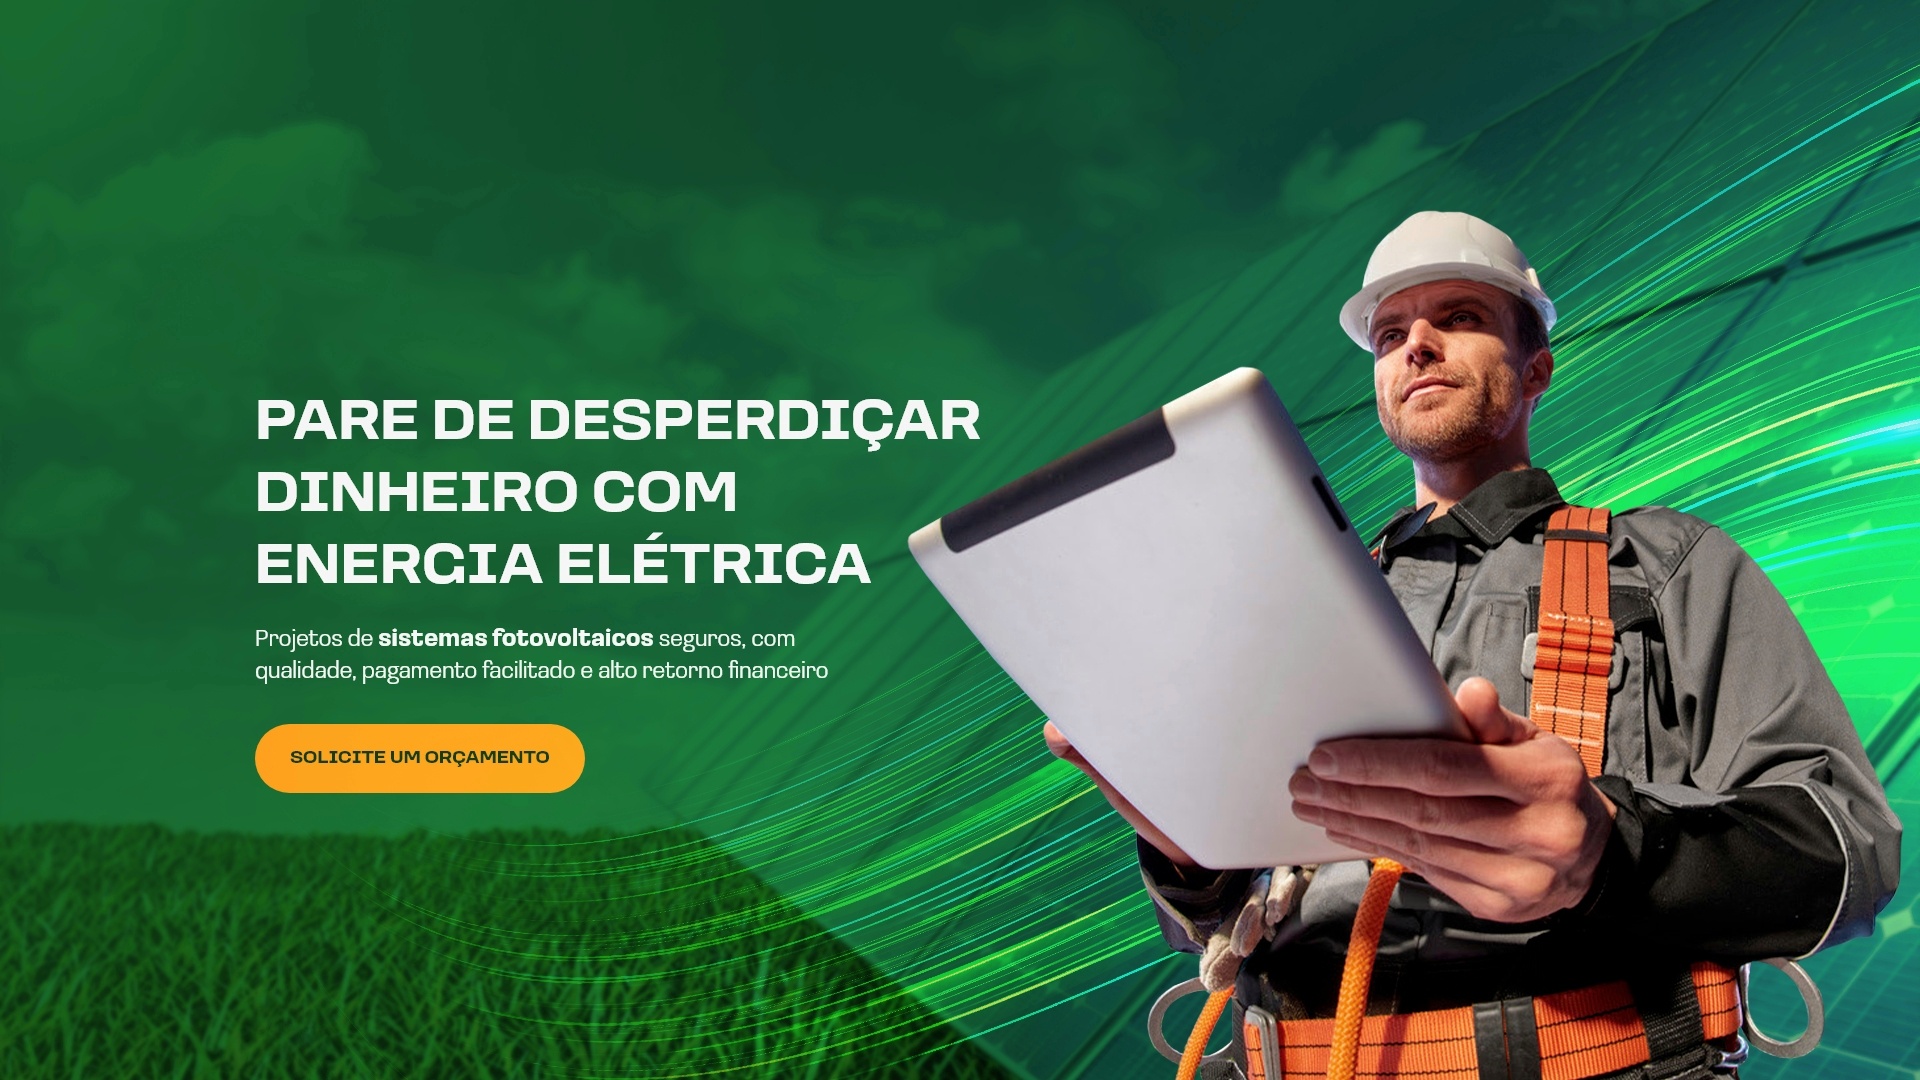 PARE DE DESPERDIÇAR
DINHEIRO COM
ENERGIA ELÉTRICA
Projetos de sistemas fotovoltaicos seguros, com
qualidade, pagamento facilitado e alto retorno financeiro
SOLICITE UM ORÇAMENTO